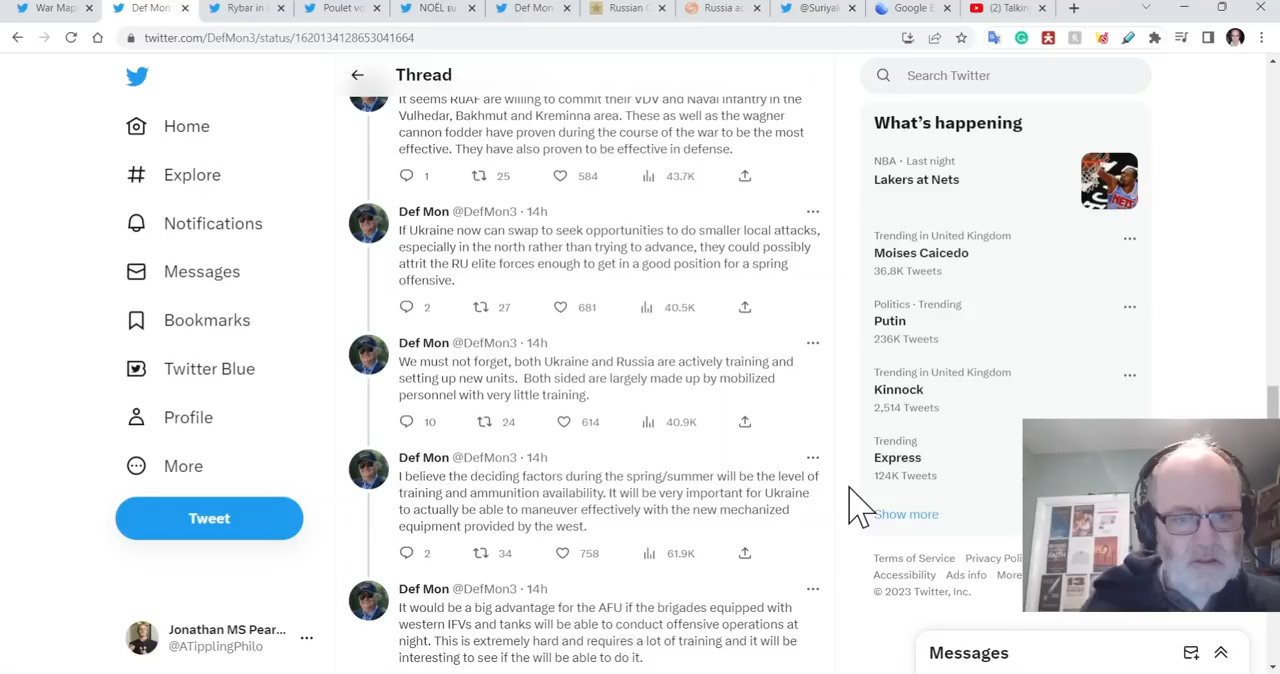 War Map
Def Mon
Rybar in
Poulet vo
NOËL
Def Mon
Russian
Russia
@Suriya
Google
(2) Talkin
twitter.com/DefMon3/status/1620134128653041664
Home
Explore
Notifications
Messages
Bookmarks
Twitter Blue
Profile
More
Tweet
Jonathan MS Pear...
@ATipplingPhilo
Thread
It seems RUAF are willing to commit their VDV and Naval infantry in the
Vulhedar, Bakhmut and Kreminna area. These as well as the wagner
cannon fodder have proven during the course of the war to be the most
effective. They have also proven to be effective in defense.
1 25 584 43.7K
Def Mon @DefMon3 · 14h
If Ukraine now can swap to seek opportunities to do smaller local attacks,
especially in the north rather than trying to advance, they could possibly
attrit the RU elite forces enough to get in a good position for a spring
offensive.
2 27 681 40.5K
Def Mon @DefMon3 · 14h
We must not forget, both Ukraine and Russia are actively training and
setting up new units. Both sided are largely made up by mobilized
personnel with very little training.
10 24 614 40.9K
Def Mon @DefMon3 · 14h
I believe the deciding factors during the spring/summer will be the level of
training and ammunition availability. It will be very important for Ukraine
to actually be able to maneuver effectively with the new mechanized
equipment provided by the west.
2 34 758 61.9K
Def Mon @DefMon3 · 14h
It would be a big advantage for the AFU if the brigades equipped with
western IFVs and tanks will be able to conduct offensive operations at
night. This is extremely hard and requires a lot of training and it will be
interesting to see if the will be able to do it.
Search Twitter
What's happening
NBA · Last night
Lakers at Nets
Trending in United Kingdom
Moises Caicedo
36.8K Tweets
Politics · Trending
Putin
236K Tweets
Trending in United Kingdom
Kinnock
2,514 Tweets
Trending
Express
124K Tweets
Show more
Terms of Service Privacy Poli
Accessibility Ads info More
© 2023 Twitter, Inc.
Messages